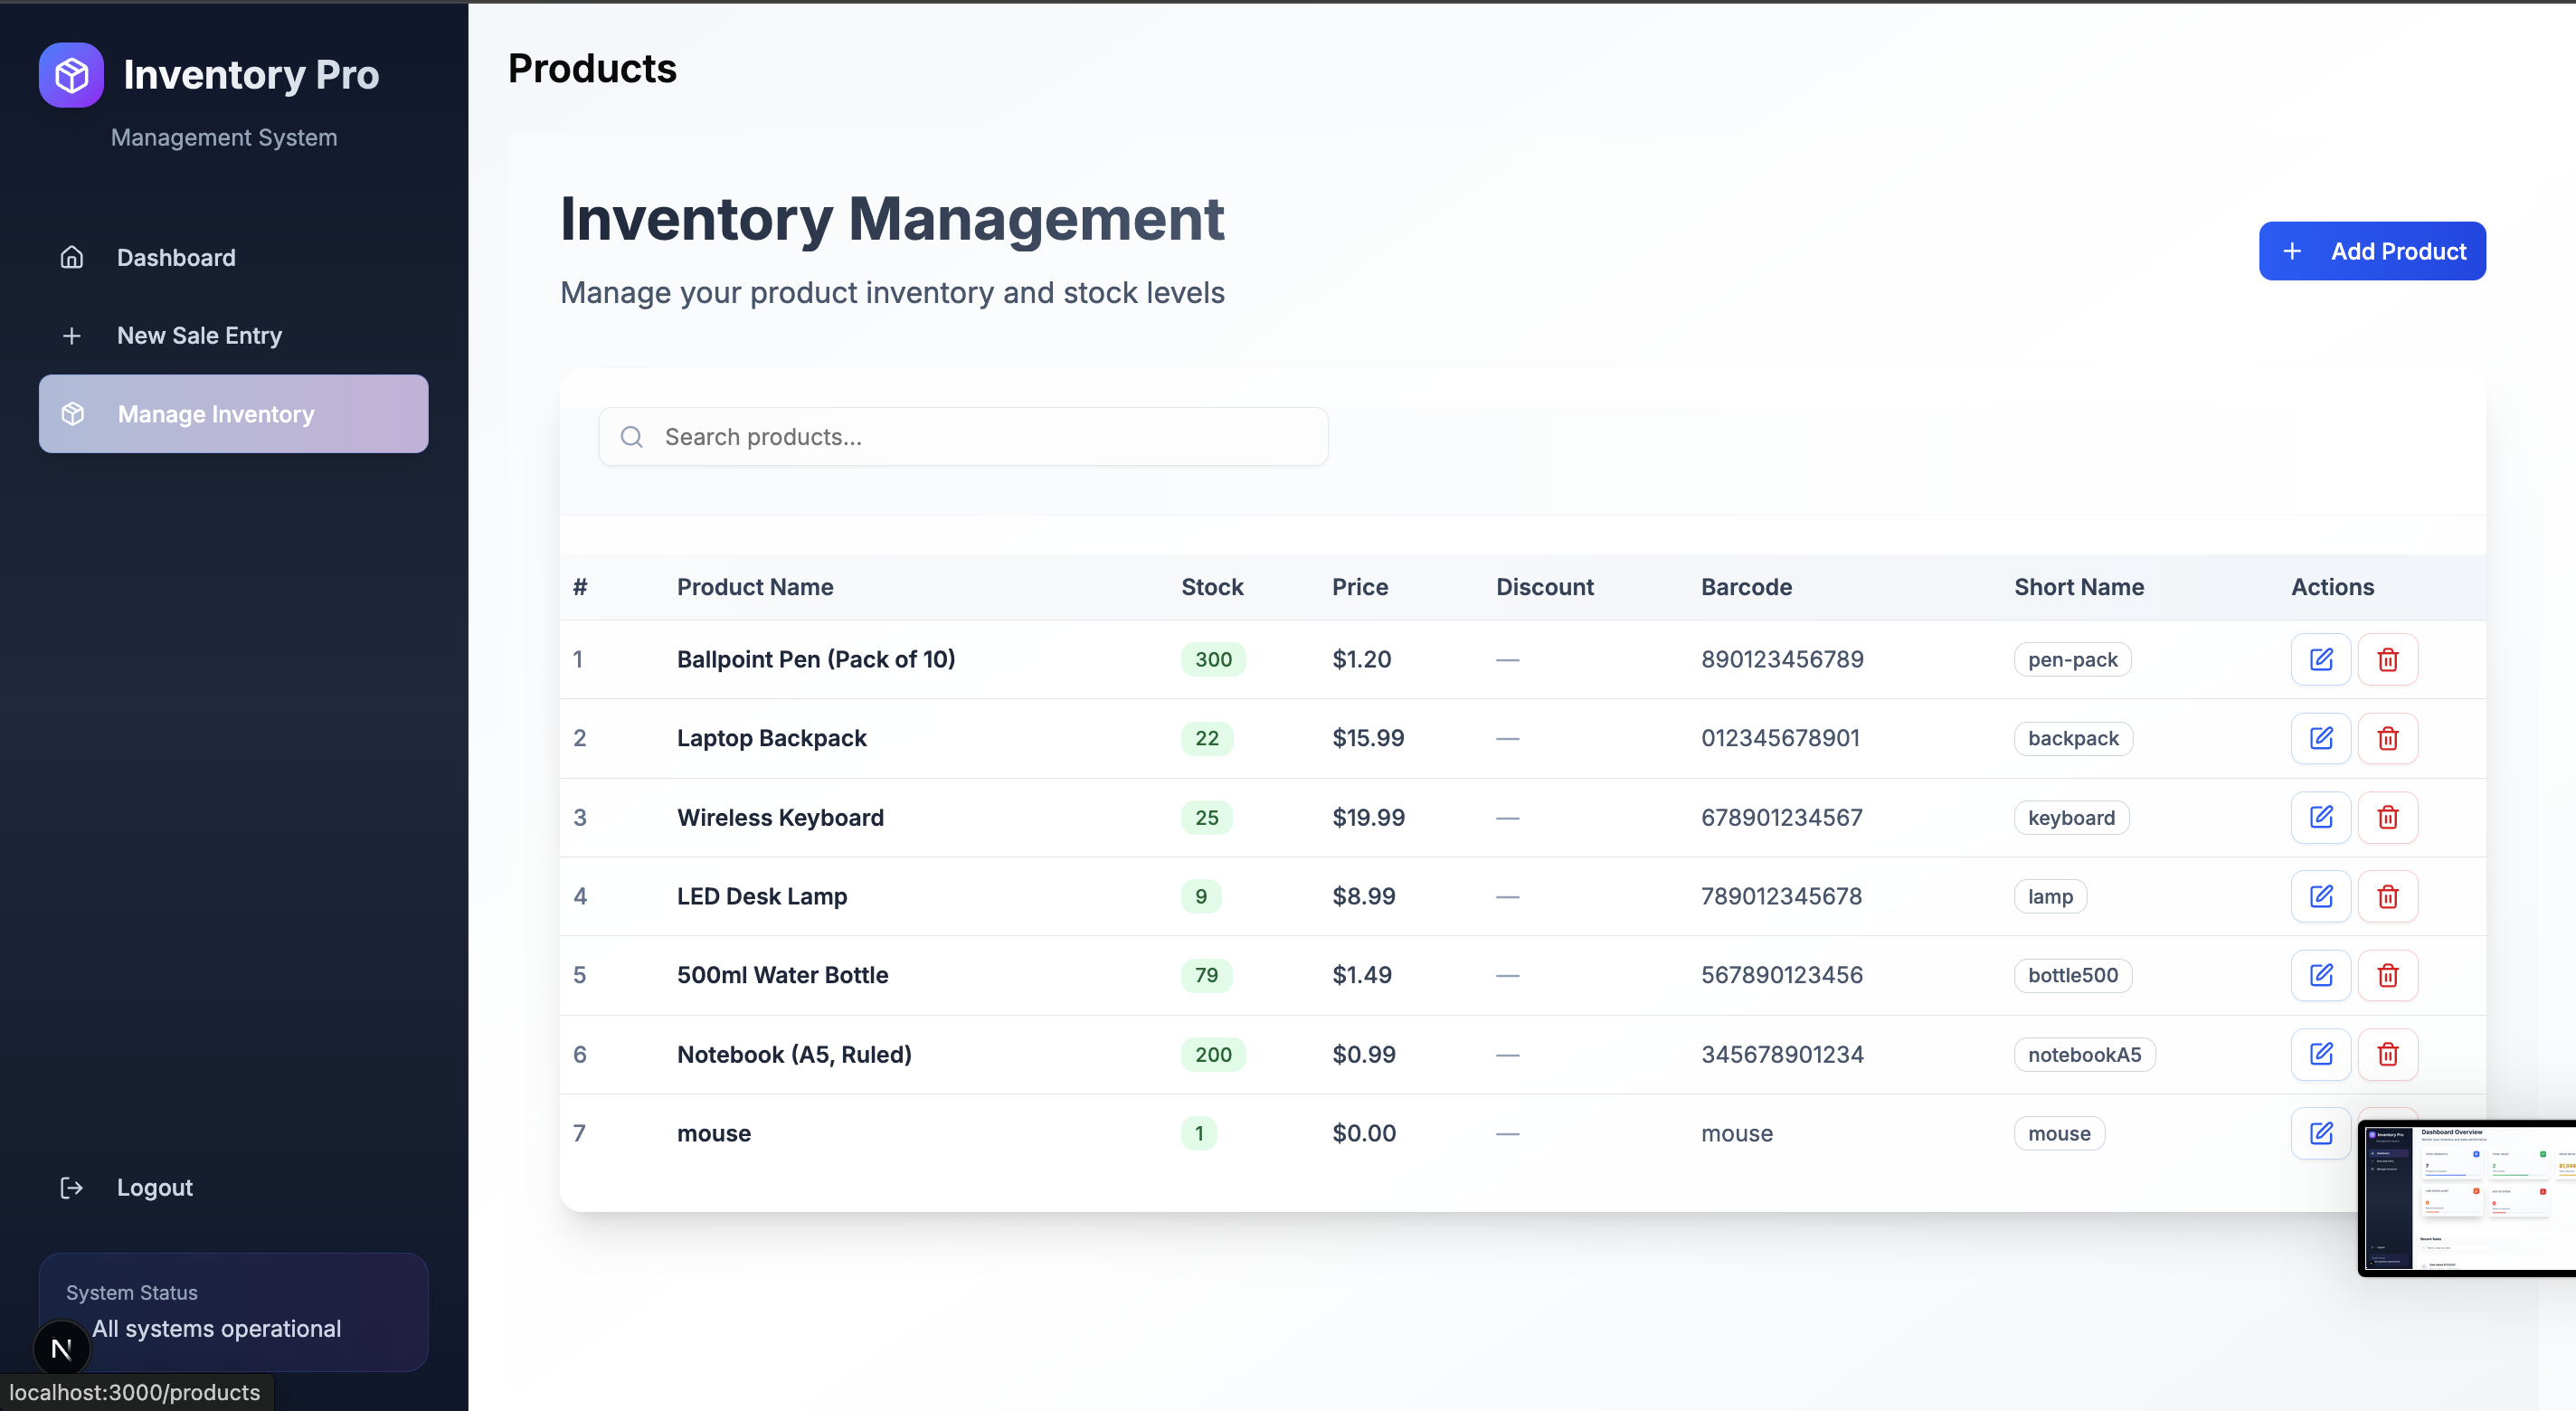 Inventory Pro
Management System
Dashboard
New Sale Entry
Manage Inventory
Logout
System Status
All systems operational
N
localhost:3000/products
Products
Inventory Management
Manage your product inventory and stock levels
Add Product
Search products...
# Product Name Stock Price Discount Barcode Short Name Actions
1 Ballpoint Pen (Pack of 10) 300 $1.20 — 890123456789 pen-pack
2 Laptop Backpack 22 $15.99 — 012345678901 backpack
3 Wireless Keyboard 25 $19.99 — 678901234567 keyboard
4 LED Desk Lamp 9 $8.99 — 789012345678 lamp
5 500ml Water Bottle 79 $1.49 — 567890123456 bottle500
6 Notebook (A5, Ruled) 200 $0.99 — 345678901234 notebookA5
7 mouse 1 $0.00 — mouse mouse
Inventory Pro
Dashboard Overview
Recent Sales